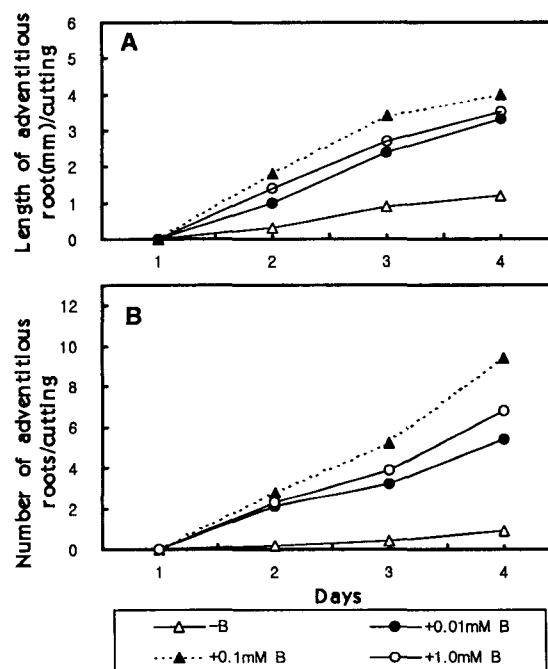 A
Length of adventitious
root(mm)/cutting
6
5
4
3
2
1
0
1 2 3 4
B
Number of adventitious
roots/cutting
12
10
8
6
4
2
0
1 2 3 4
Days
-B +0.01mM B
+0.1mM B +1.0mM B